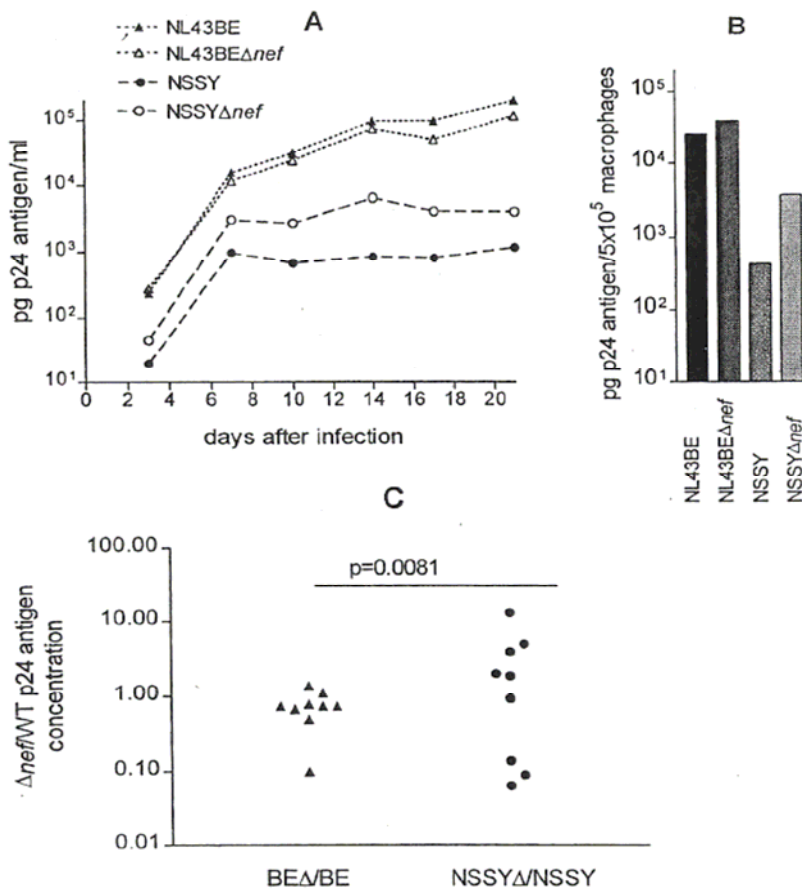 A
NL43BE
NL43BEΔnef
NSSY
NSSYΔnef
10⁵
10⁴
10³
10²
10¹
pg p24 antigen/ml
0 2 4 6 8 10 12 14 16 18 20
days after infection
B
10⁵
10⁴
10³
10²
10¹
pg p24 antigen/5x10⁵ macrophages
NL43BE
NL43BEΔnef
NSSY
NSSYΔnef
C
p=0.0081
100.00
10.00
1.00
0.10
0.01
Δnef/WT p24 antigen
concentration
BEΔ/BE NSSYΔ/NSSY